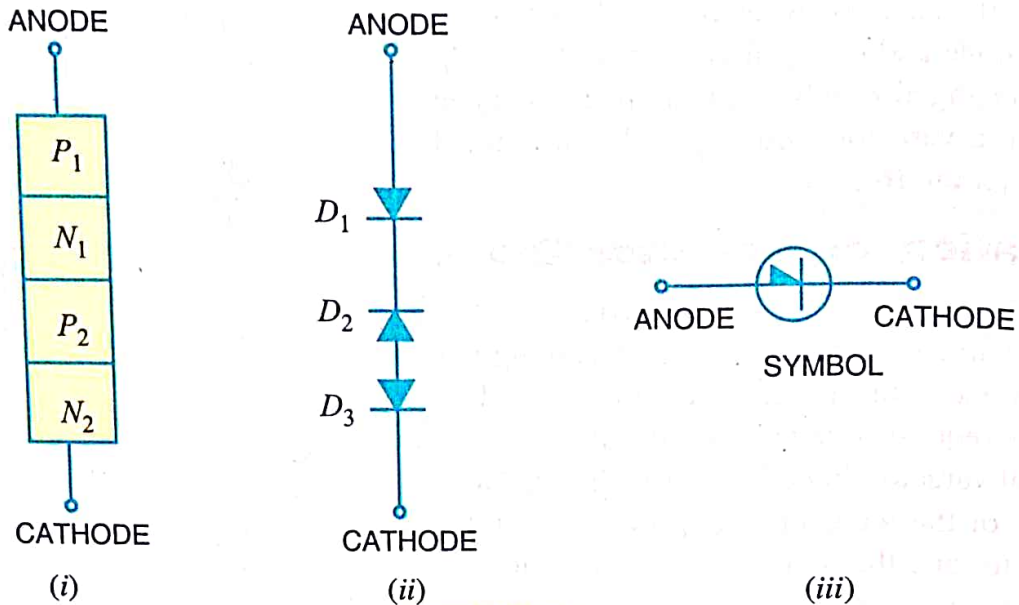 ANODE
P1
N1
P2
N2
CATHODE
(i)
ANODE
D1
D2
D3
CATHODE
(ii)
ANODE
CATHODE
SYMBOL
(iii)